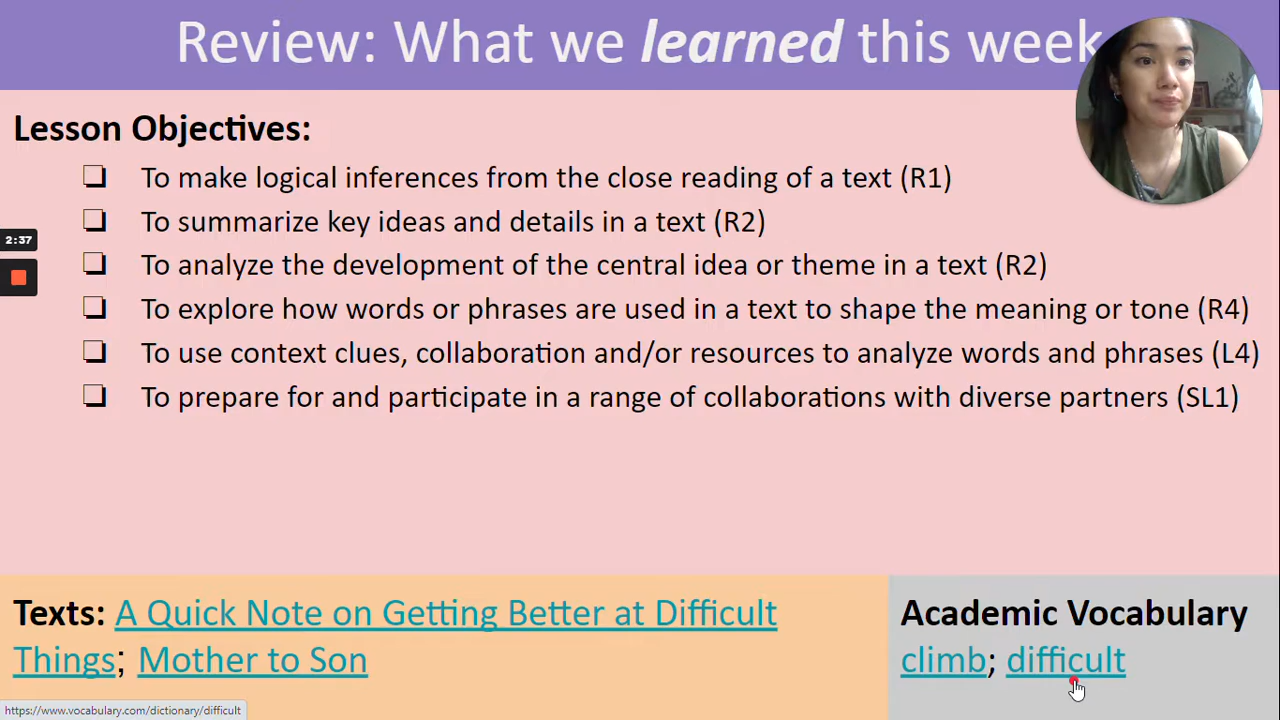 Review: What we learned this week
Lesson Objectives:
❏ To make logical inferences from the close reading of a text (R1)
❏ To summarize key ideas and details in a text (R2)
2:37
❏ To analyze the development of the central idea or theme in a text (R2)
❏ To explore how words or phrases are used in a text to shape the meaning or tone (R4)
❏ To use context clues, collaboration and/or resources to analyze words and phrases (L4)
❏ To prepare for and participate in a range of collaborations with diverse partners (SL1)
Texts: A Quick Note on Getting Better at Difficult
Things; Mother to Son
Academic Vocabulary
climb; difficult
https://www.vocabulary.com/dictionary/difficult